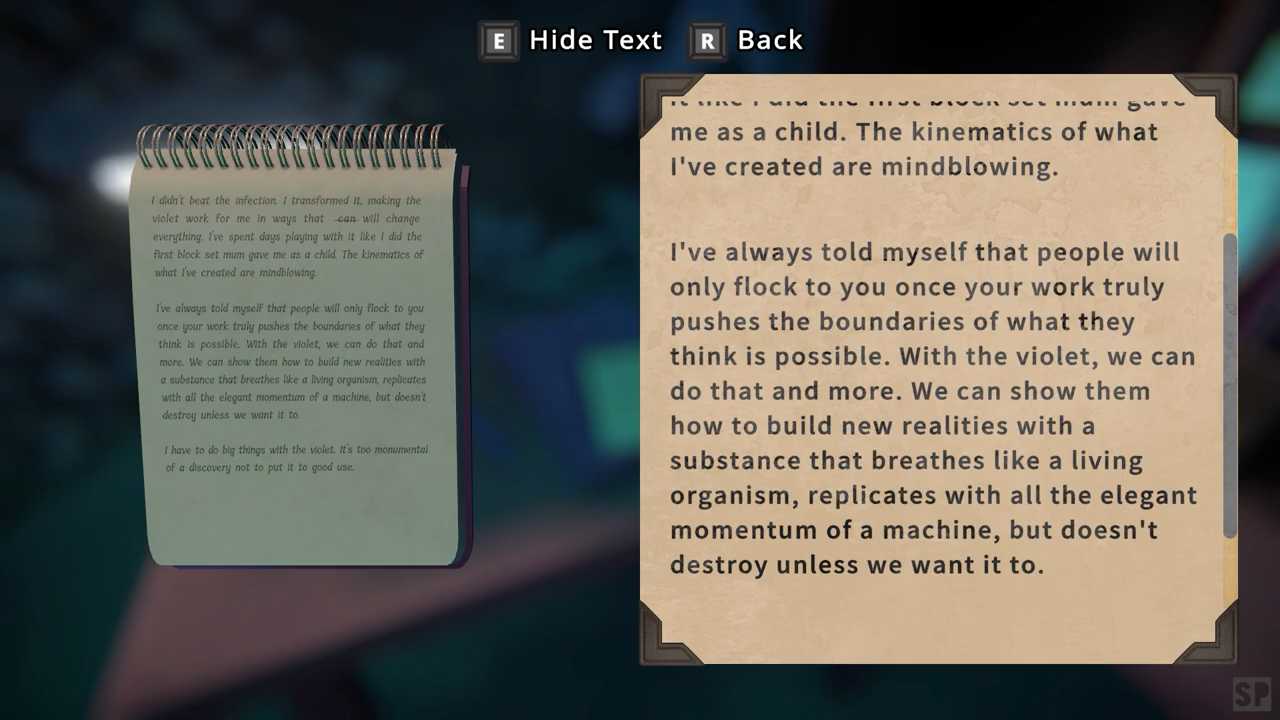 E Hide Text R Back
I didn't beat the infection. I transformed it, making the
violet work for me in ways that can will change
everything. I've spent days playing with it like I did the
first block set mum gave me as a child. The kinematics of
what I've created are mindblowing.
I've always told myself that people will only flock to you
once your work truly pushes the boundaries of what they
think is possible. With the violet, we can do that and
more. We can show them how to build new realities with
a substance that breathes like a living organism, replicates
with all the elegant momentum of a machine, but doesn't
destroy unless we want it to.
I have to do big things with the violet. It's too monumental
of a discovery not to put it to good use.
it like I did the first block set mum gave
me as a child. The kinematics of what
I've created are mindblowing.
I've always told myself that people will
only flock to you once your work truly
pushes the boundaries of what they
think is possible. With the violet, we can
do that and more. We can show them
how to build new realities with a
substance that breathes like a living
organism, replicates with all the elegant
momentum of a machine, but doesn't
destroy unless we want it to.
SP